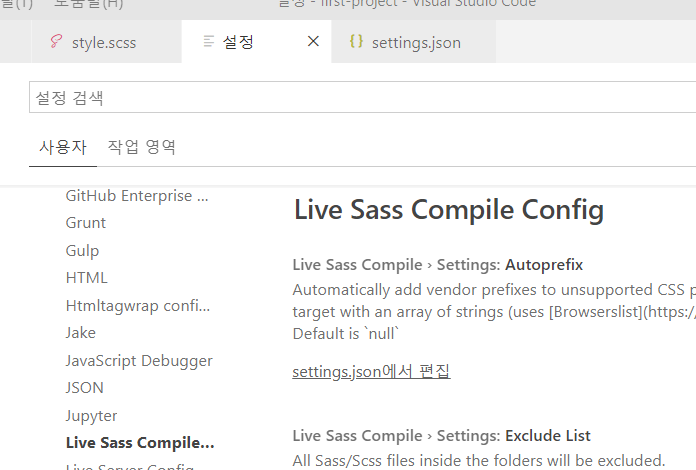 도움말(H) 설정 - first-project - Visual Studio Code
style.scss 설정 settings.json
설정 검색
사용자 작업 영역
GitHub Enterprise ...
Grunt
Gulp
HTML
Htmltagwrap confi...
Jake
JavaScript Debugger
JSON
Jupyter
Live Sass Compile...
Live Server Config
Live Sass Compile Config
Live Sass Compile › Settings: Autoprefix
Automatically add vendor prefixes to unsupported CSS p
target with an array of strings (uses [Browserslist](https:/
Default is `null`
settings.json에서 편집
Live Sass Compile › Settings: Exclude List
All Sass/Scss files inside the folders will be excluded.